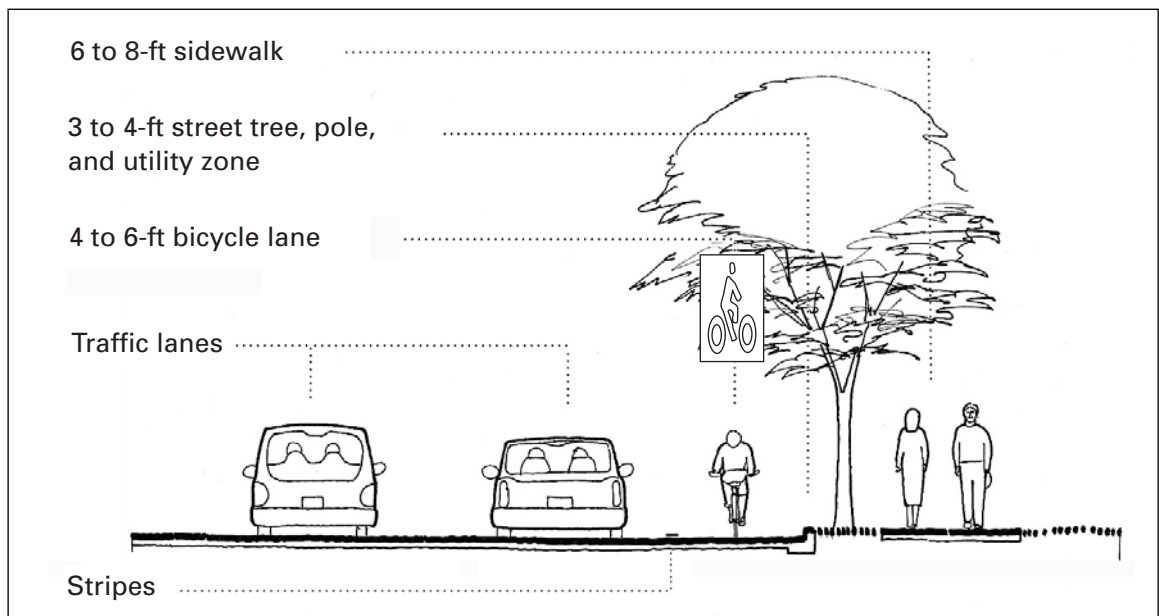 6 to 8-ft sidewalk
3 to 4-ft street tree, pole,
and utility zone
4 to 6-ft bicycle lane
Traffic lanes
Stripes